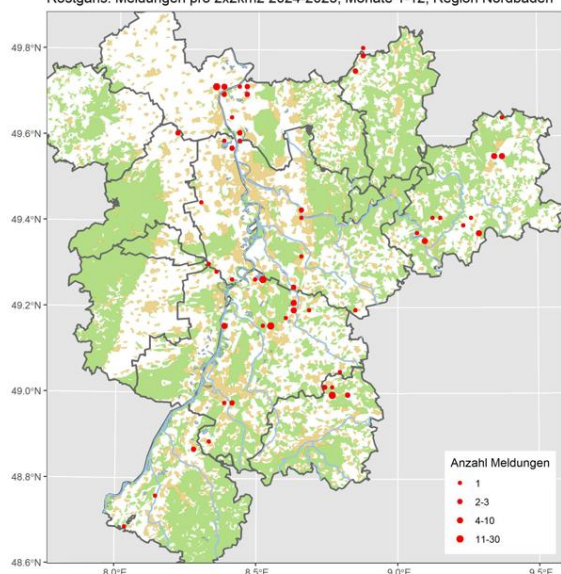 Rostgans: Meldungen pro 2x2km2 2024-2025, Monate 1-12, Region Nordbaden
49.8°N
49.6°N
49.4°N
49.2°N
49.0°N
48.8°N
48.6°N
Anzahl Meldungen
1
2-3
4-10
11-30
8.0°E
8.5°E
9.0°E
9.5°E